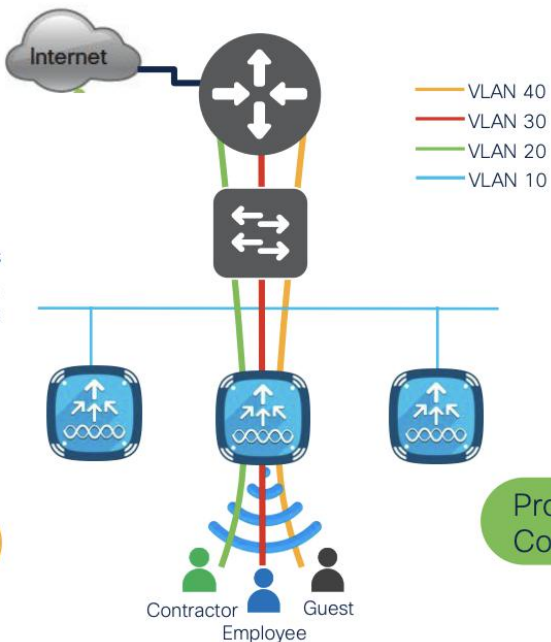 Internet
VLAN 40
VLAN 30
VLAN 20
VLAN 10
Contractor
Guest
Employee